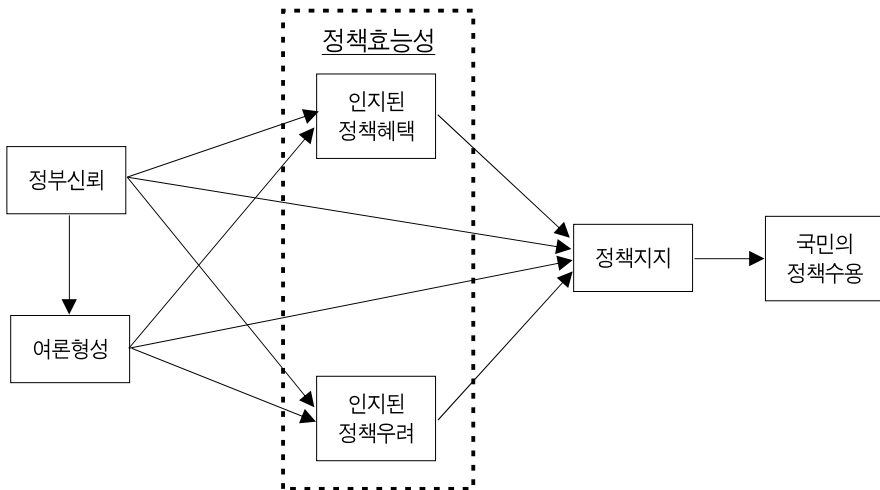 정책효능성
인지된
정책혜택
정부신뢰
정책지지
국민의
정책수용
여론형성
인지된
정책우려